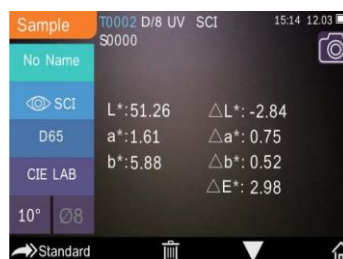 Sample
T0002 D/8 UV SCI 15:14 12.03
S0000
No Name
SCI
D65
CIE LAB
10° Ø8
L*:51.26 △L*: -2.84
a*:1.61 △a*: 0.75
b*:5.88 △b*: 0.52
△E*: 2.98
Standard